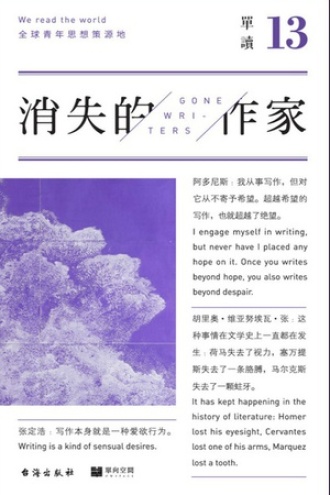 We read the world
全球青年思想策源地
單讀 13
消失的 作家
GONE
WRI-
TERS
阿多尼斯：我从事写作，但对
它从不寄予希望。超越希望的
写作，也就超越了绝望。
I engage myself in writing,
but never have I placed any
hope on it. Once you writes
beyond hope, you also writes
beyond despair.
胡里奥·维亚努埃瓦·张：这
种事情在文学史上一直都在发
生：荷马失去了视力，塞万提
斯失去了一条胳膊，马尔克斯
失去了一颗蛀牙。
It has kept happening in the
history of literature: Homer
lost his eyesight, Cervantes
lost one of his arms, Marquez
lost a tooth.
张定浩：写作本身就是一种爱欲行为。
Writing is a kind of sensual desires.
台海出版社
單向空間